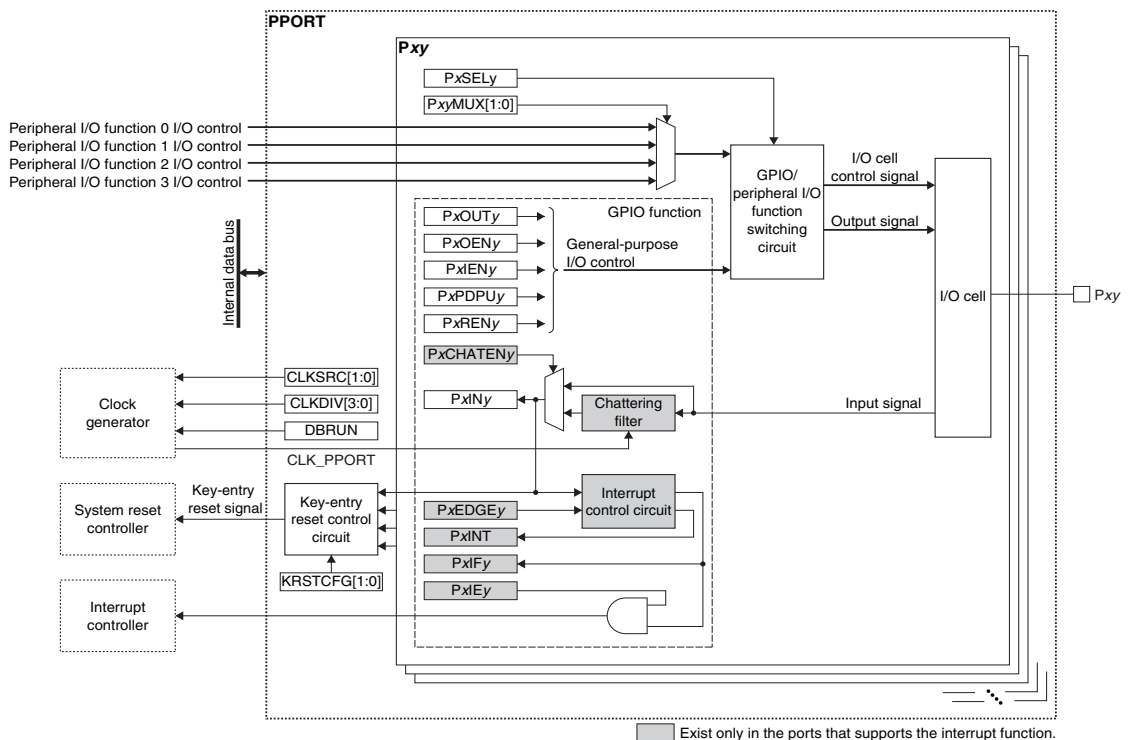 PPORT
Pxy
PxSELy
PxyMUX[1:0]
Peripheral I/O function 0 I/O control
Peripheral I/O function 1 I/O control
Peripheral I/O function 2 I/O control
Peripheral I/O function 3 I/O control
GPIO/
peripheral I/O
function
switching
circuit
I/O cell
control signal
Output signal
I/O cell
Pxy
Internal data bus
GPIO function
PxOUTy
PxOENy
PxIENy
PxPDPUy
PxRENy
General-purpose
I/O control
PxCHATENy
PxINy
Chattering
filter
Input signal
Clock
generator
CLKSRC[1:0]
CLKDIV[3:0]
DBRUN
CLK_PPORT
System reset
controller
Key-entry
reset signal
Key-entry
reset control
circuit
KRSTCFG[1:0]
Interrupt
control circuit
PxEDGEy
PxINT
PxIFy
PxIEy
Interrupt
controller
Exist only in the ports that supports the interrupt function.